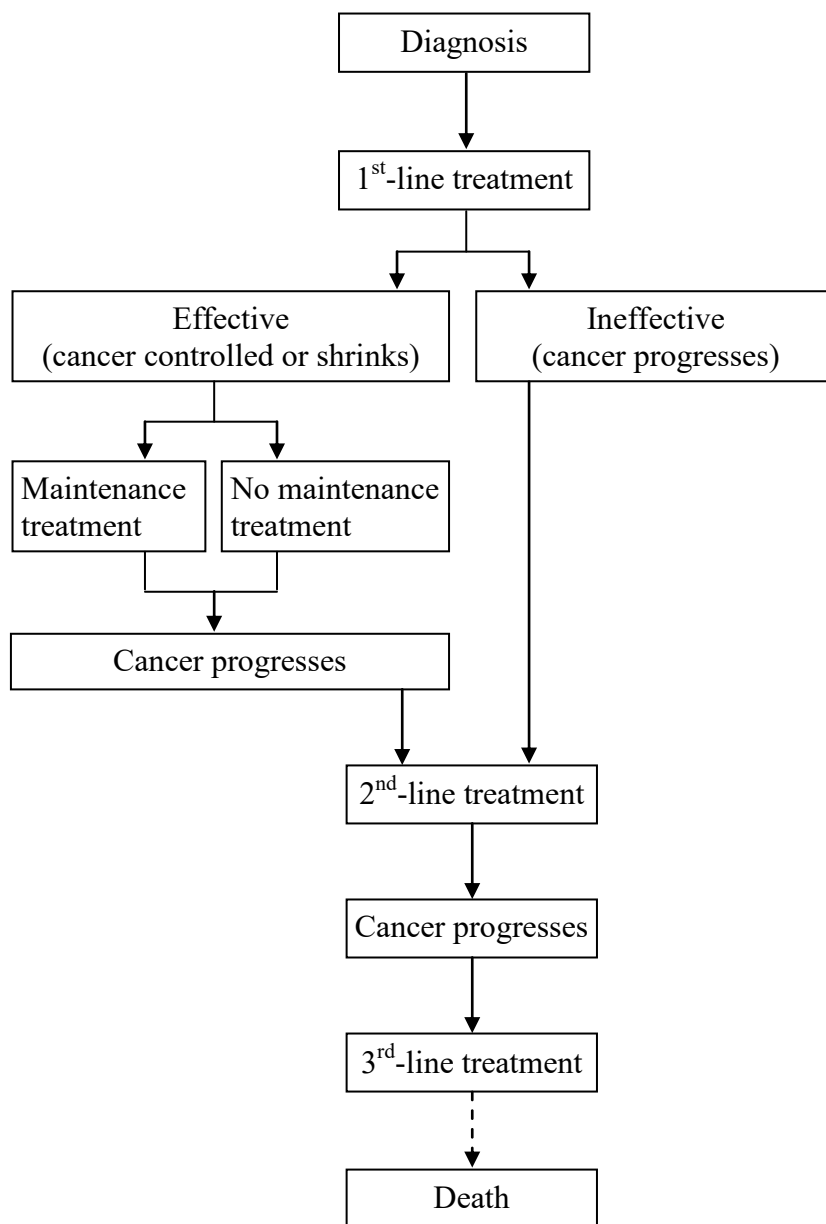 Diagnosis
1st-line treatment
Effective
(cancer controlled or shrinks)
Ineffective
(cancer progresses)
Maintenance
treatment
No maintenance
treatment
Cancer progresses
2nd-line treatment
Cancer progresses
3rd-line treatment
Death